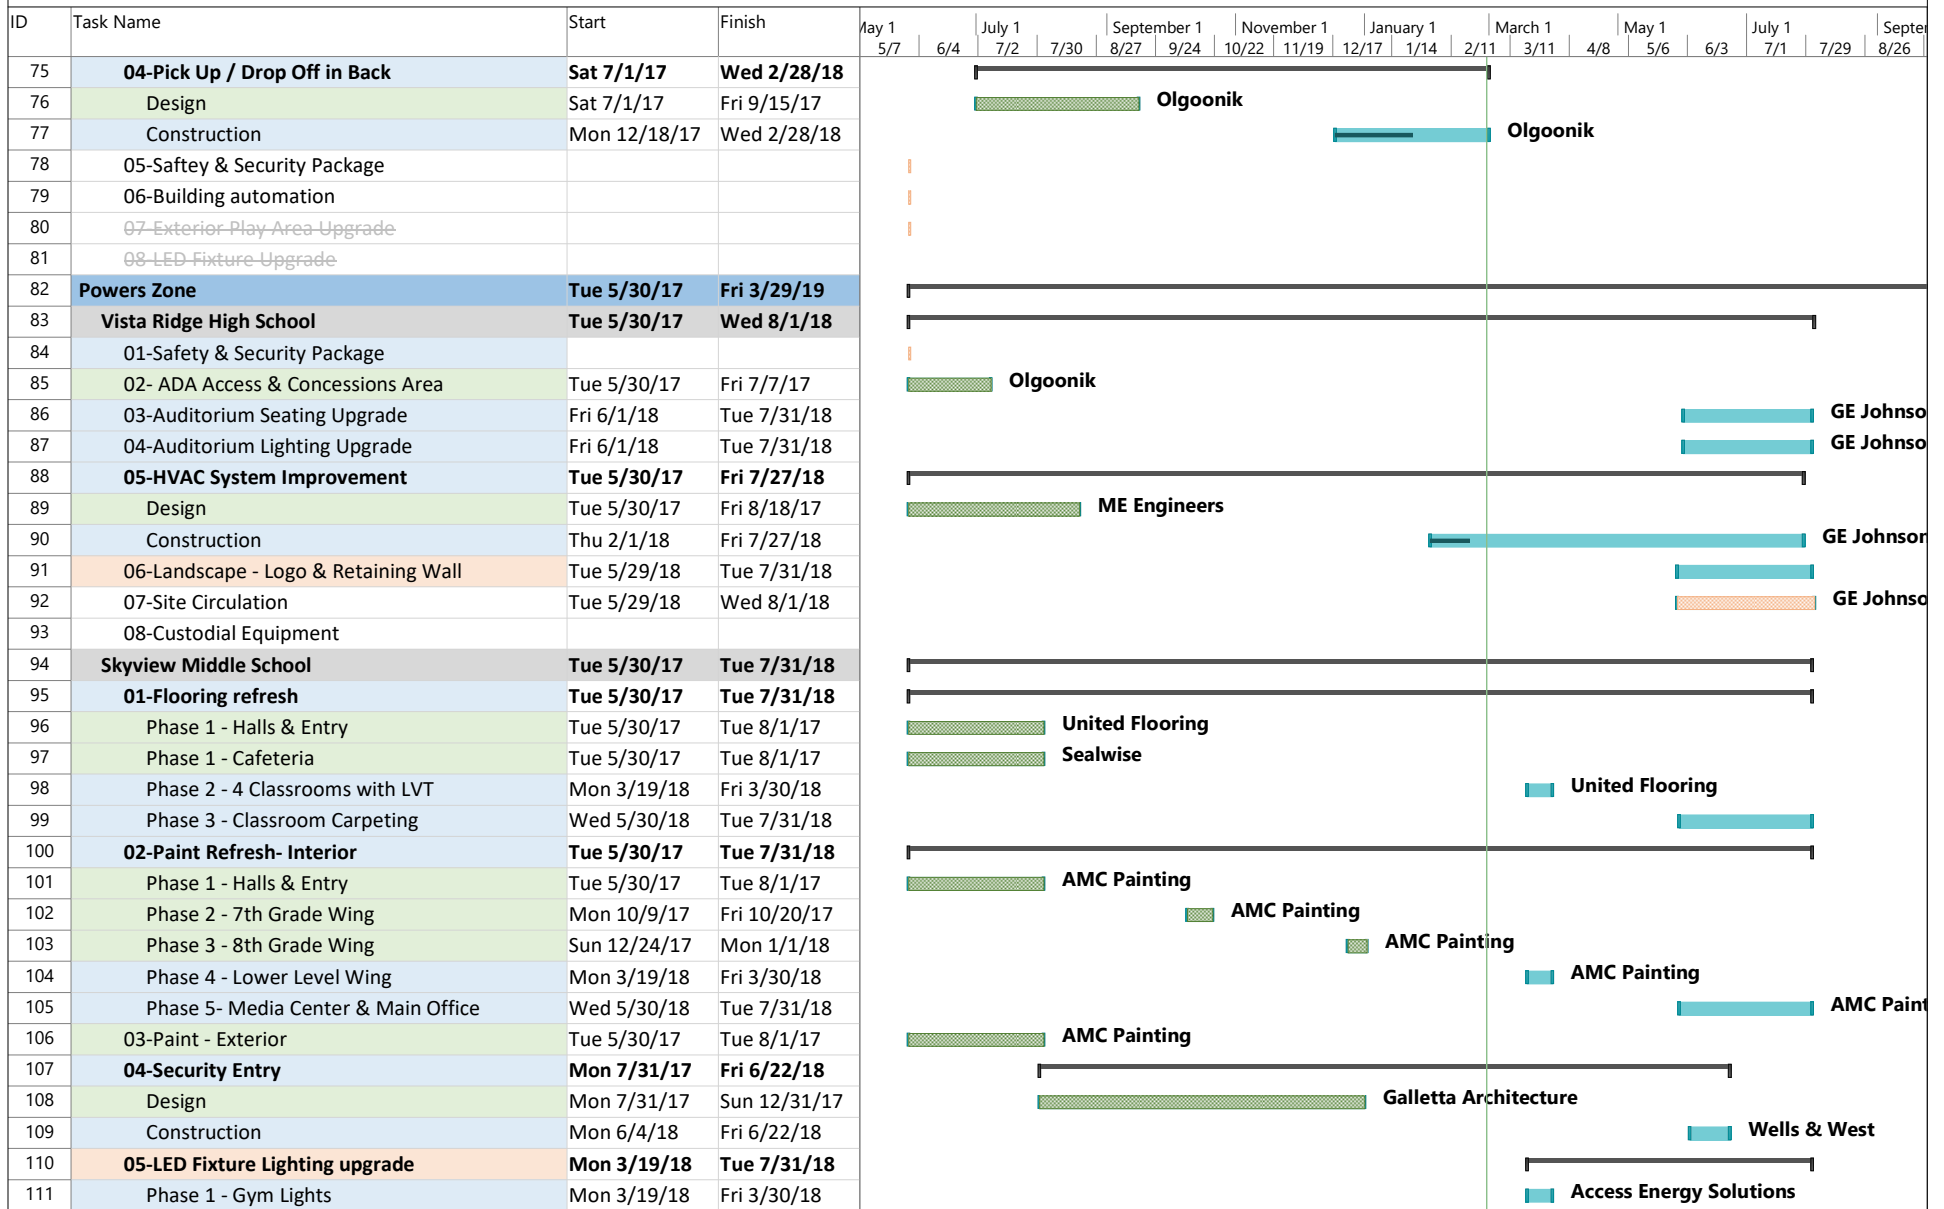 ID Task Name Start Finish May 1 July 1 September 1 November 1 January 1 March 1 May 1 July 1 Septer
5/7 6/4 7/2 7/30 8/27 9/24 10/22 11/19 12/17 1/14 2/11 3/11 4/8 5/6 6/3 7/1 7/29 8/26
75 04-Pick Up / Drop Off in Back Sat 7/1/17 Wed 2/28/18
76 Design Sat 7/1/17 Fri 9/15/17 Olgoonik
77 Construction Mon 12/18/17 Wed 2/28/18 Olgoonik
78 05-Saftey & Security Package
79 06-Building automation
80 07-Exterior Play Area Upgrade
81 08-LED Fixture Upgrade
82 Powers Zone Tue 5/30/17 Fri 3/29/19
83 Vista Ridge High School Tue 5/30/17 Wed 8/1/18
84 01-Safety & Security Package
85 02- ADA Access & Concessions Area Tue 5/30/17 Fri 7/7/17 Olgoonik
86 03-Auditorium Seating Upgrade Fri 6/1/18 Tue 7/31/18 GE Johnso
87 04-Auditorium Lighting Upgrade Fri 6/1/18 Tue 7/31/18 GE Johnso
88 05-HVAC System Improvement Tue 5/30/17 Fri 7/27/18
89 Design Tue 5/30/17 Fri 8/18/17 ME Engineers
90 Construction Thu 2/1/18 Fri 7/27/18 GE Johnson
91 06-Landscape - Logo & Retaining Wall Tue 5/29/18 Tue 7/31/18
92 07-Site Circulation Tue 5/29/18 Wed 8/1/18 GE Johnso
93 08-Custodial Equipment
94 Skyview Middle School Tue 5/30/17 Tue 7/31/18
95 01-Flooring refresh Tue 5/30/17 Tue 7/31/18
96 Phase 1 - Halls & Entry Tue 5/30/17 Tue 8/1/17 United Flooring
97 Phase 1 - Cafeteria Tue 5/30/17 Tue 8/1/17 Sealwise
98 Phase 2 - 4 Classrooms with LVT Mon 3/19/18 Fri 3/30/18 United Flooring
99 Phase 3 - Classroom Carpeting Wed 5/30/18 Tue 7/31/18
100 02-Paint Refresh- Interior Tue 5/30/17 Tue 7/31/18
101 Phase 1 - Halls & Entry Tue 5/30/17 Tue 8/1/17 AMC Painting
102 Phase 2 - 7th Grade Wing Mon 10/9/17 Fri 10/20/17 AMC Painting
103 Phase 3 - 8th Grade Wing Sun 12/24/17 Mon 1/1/18 AMC Painting
104 Phase 4 - Lower Level Wing Mon 3/19/18 Fri 3/30/18 AMC Painting
105 Phase 5- Media Center & Main Office Wed 5/30/18 Tue 7/31/18 AMC Paint
106 03-Paint - Exterior Tue 5/30/17 Tue 8/1/17 AMC Painting
107 04-Security Entry Mon 7/31/17 Fri 6/22/18
108 Design Mon 7/31/17 Sun 12/31/17 Galletta Architecture
109 Construction Mon 6/4/18 Fri 6/22/18 Wells & West
110 05-LED Fixture Lighting upgrade Mon 3/19/18 Tue 7/31/18
111 Phase 1 - Gym Lights Mon 3/19/18 Fri 3/30/18 Access Energy Solutions